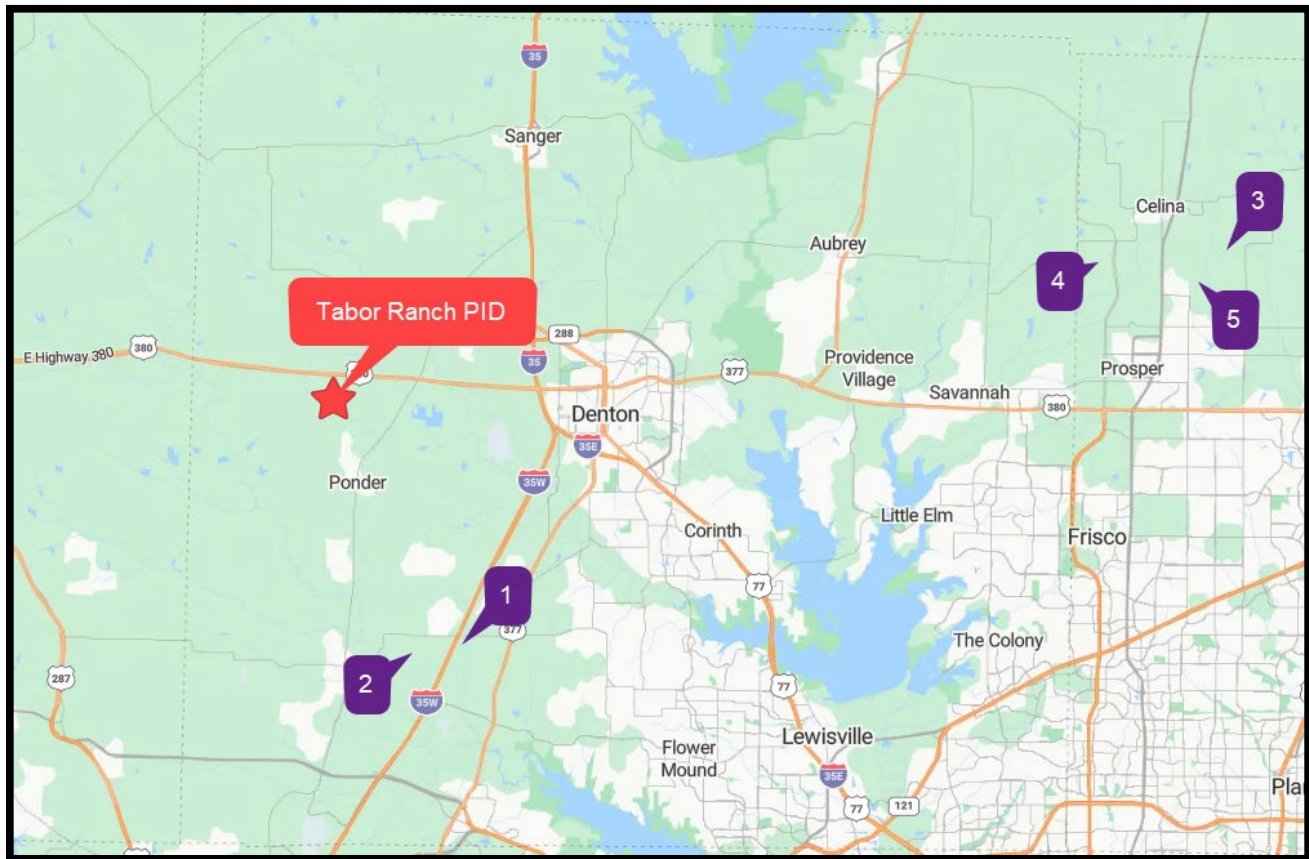 35
Sanger
Celina
3
Aubrey
4
Tabor Ranch PID
5
288
E Highway 380
380
35
Providence
Village
Prosper
377
Savannah
380
Denton
35E
Ponder
35W
Little Elm
Corinth
Frisco
77
1
377
The Colony
2
287
77
35W
Lewisville
Flower
Mound
35E
77
121